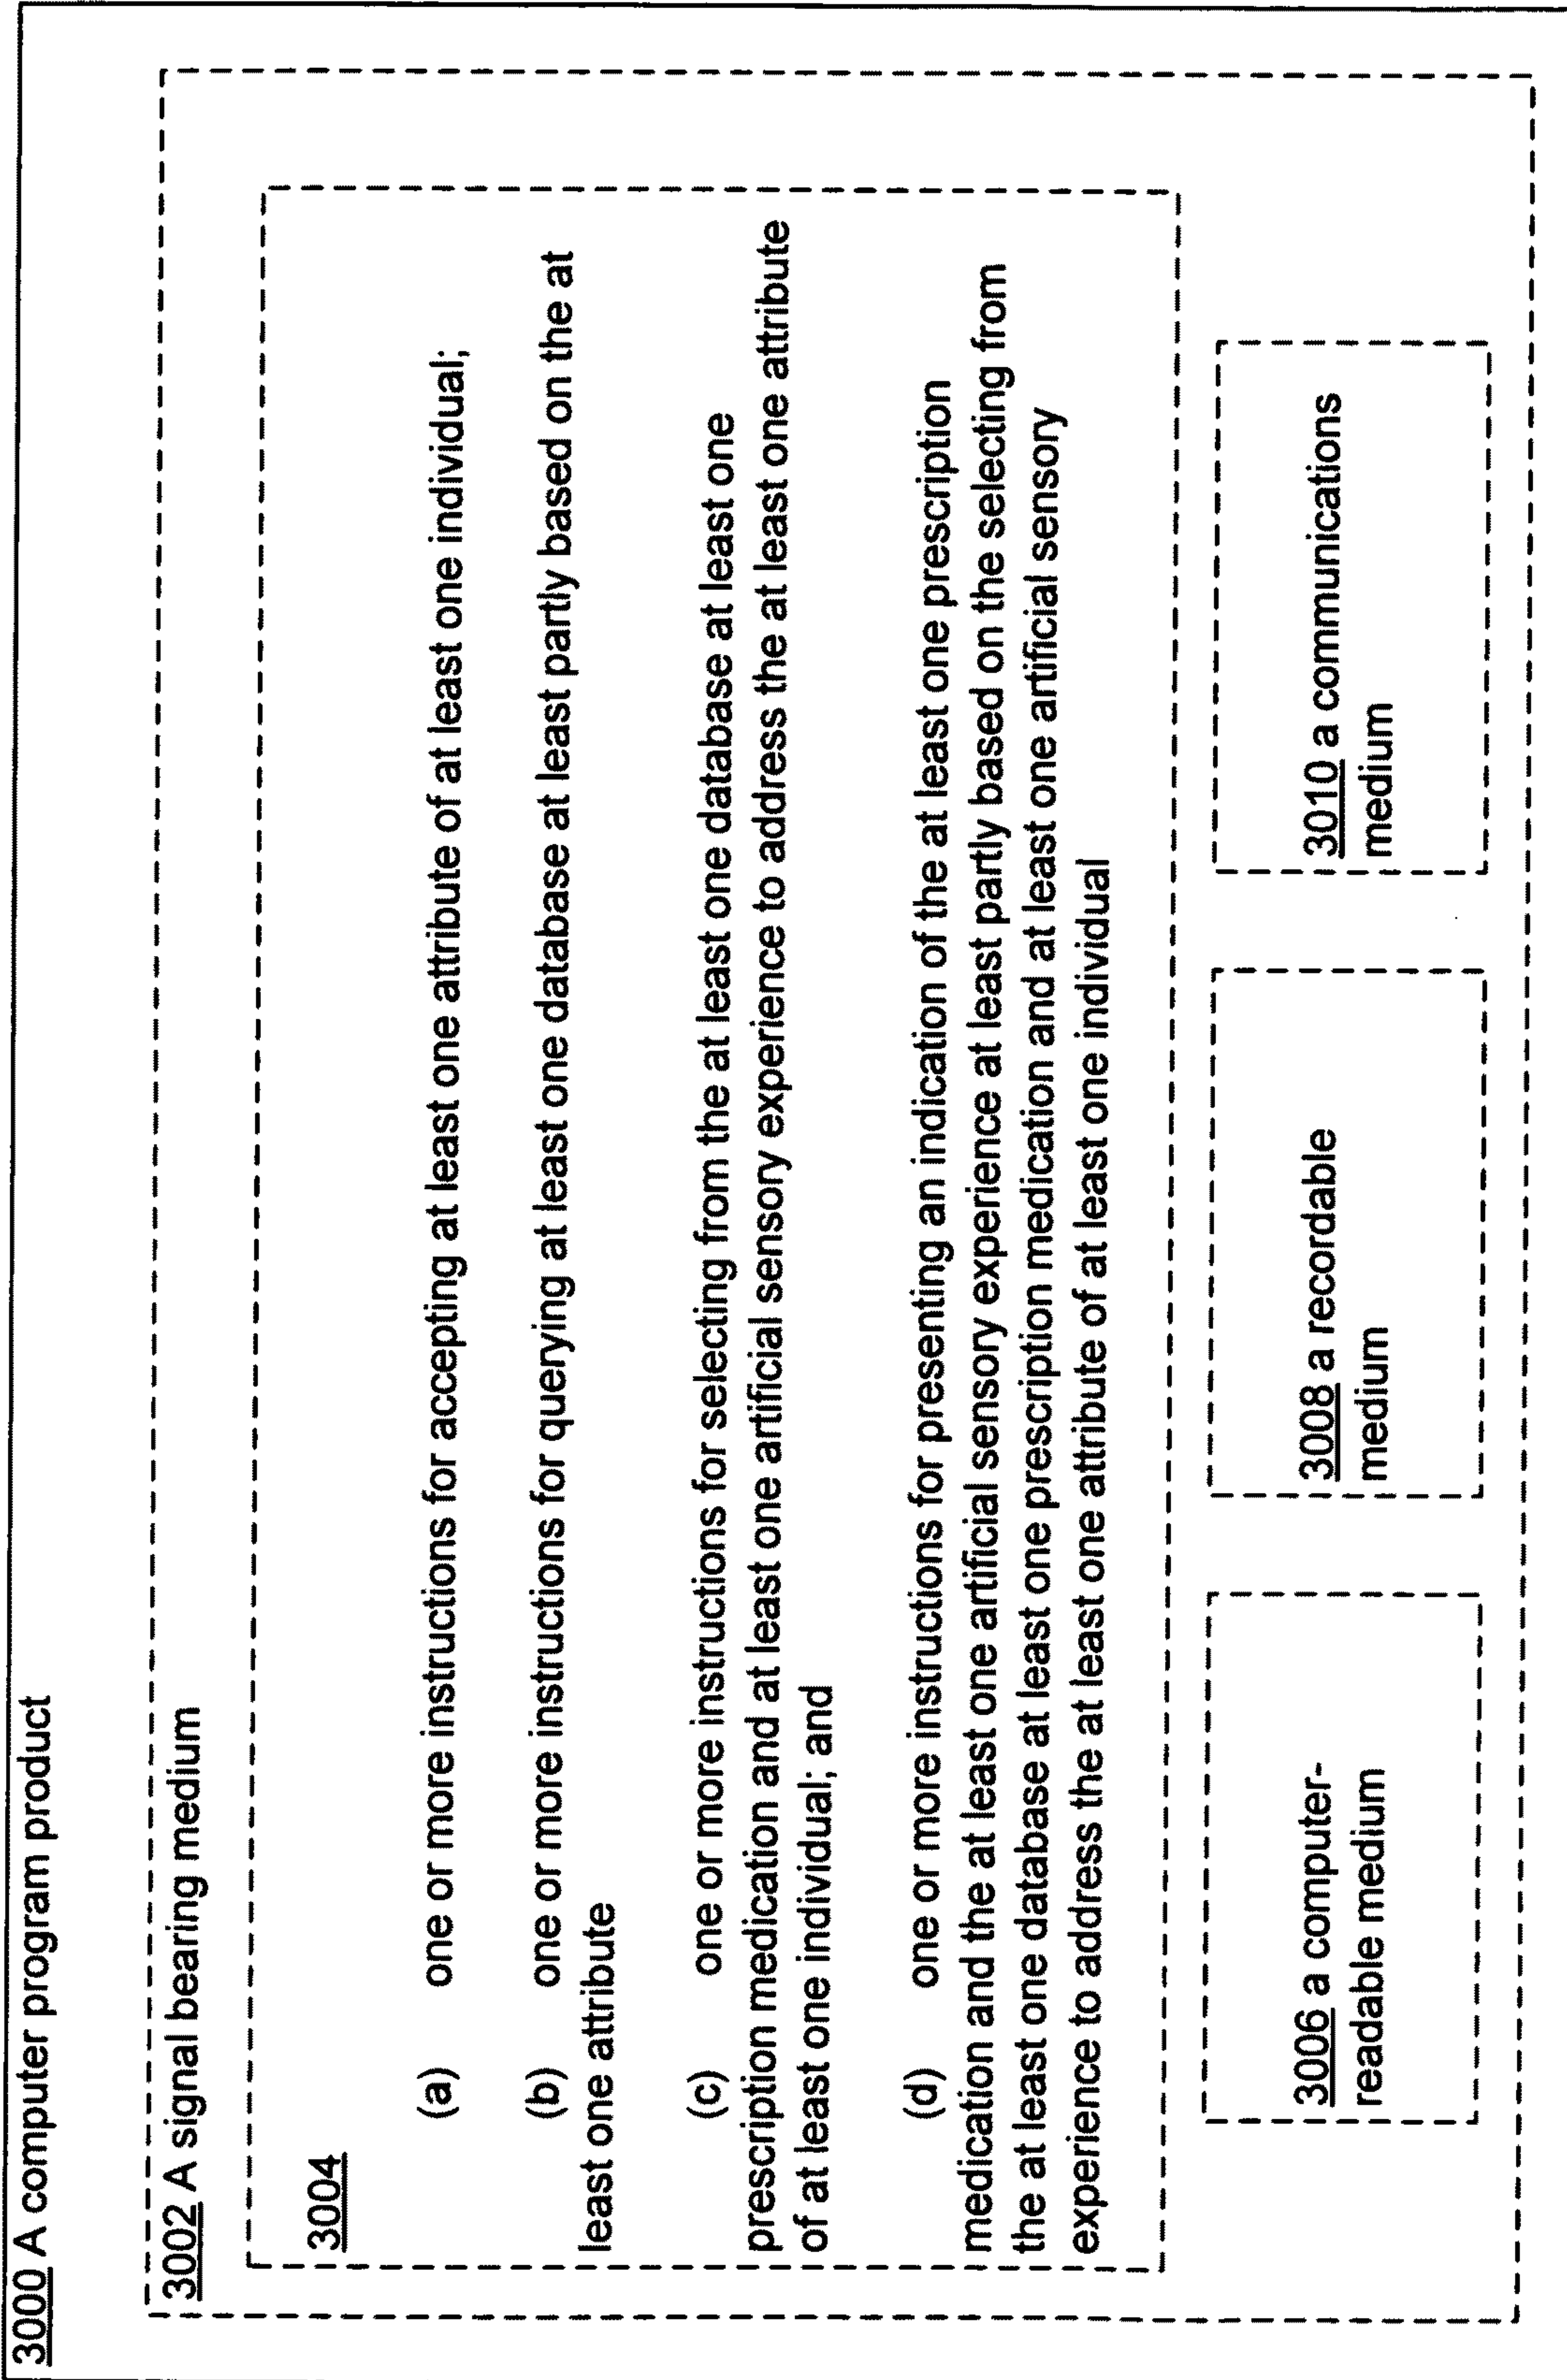 3000 A computer program product
3002 A signal bearing medium
3004
(a) one or more instructions for accepting at least one attribute of at least one individual;
(b) one or more instructions for querying at least one database at least partly based on the at
least one attribute
(c) one or more instructions for selecting from the at least one database at least one
prescription medication and at least one artificial sensory experience to address the at least one attribute
of at least one individual; and
(d) one or more instructions for presenting an indication of the at least one prescription
medication and the at least one artificial sensory experience at least partly based on the selecting from
the at least one database at least one prescription medication and at least one artificial sensory
experience to address the at least one attribute of at least one individual
3006 a computer-
readable medium
3008 a recordable
medium
3010 a communications
medium